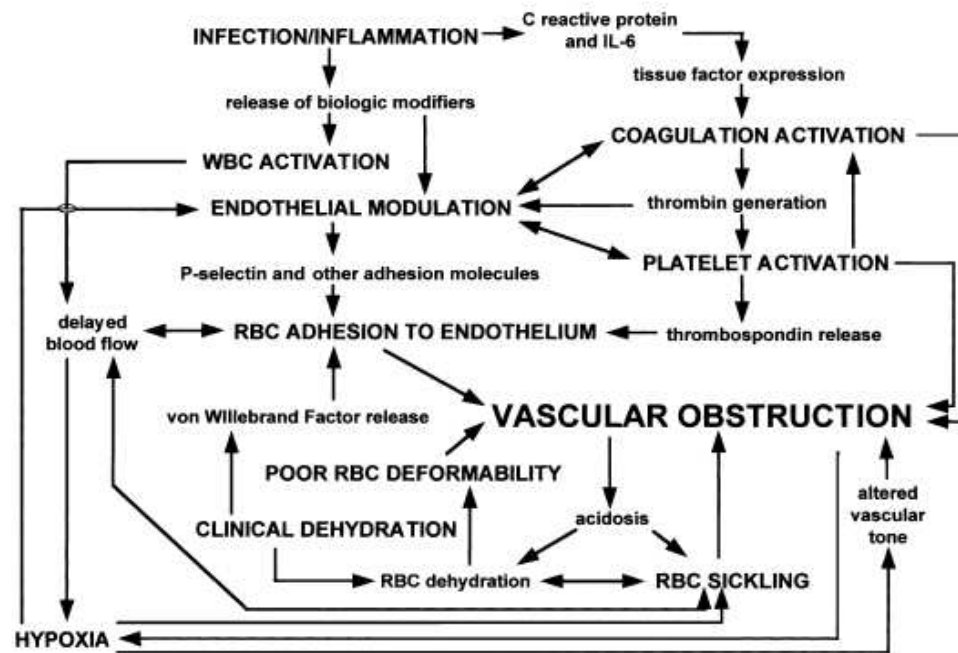 INFECTION/INFLAMMATION
C reactive protein
and IL-6
tissue factor expression
release of biologic modifiers
COAGULATION ACTIVATION
WBC ACTIVATION
ENDOTHELIAL MODULATION
thrombin generation
PLATELET ACTIVATION
P-selectin and other adhesion molecules
delayed
blood flow
RBC ADHESION TO ENDOTHELIUM
thrombospondin release
von WIllebrand Factor release
VASCULAR OBSTRUCTION
POOR RBC DEFORMABILITY
altered
vascular
tone
CLINICAL DEHYDRATION
acidosis
RBC dehydration
RBC SICKLING
HYPOXIA